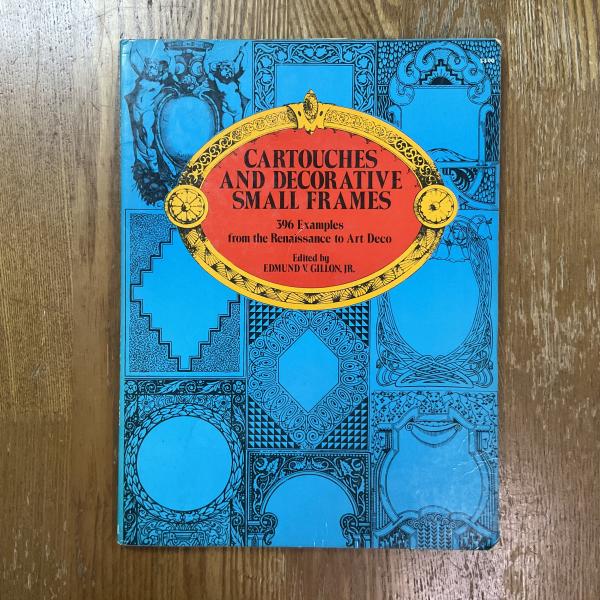 CARTOUCHES
AND DECORATIVE
SMALL FRAMES
396 Examples
from the Renaissance to Art Deco
Edited by
EDMUND V. GILLON, JR.